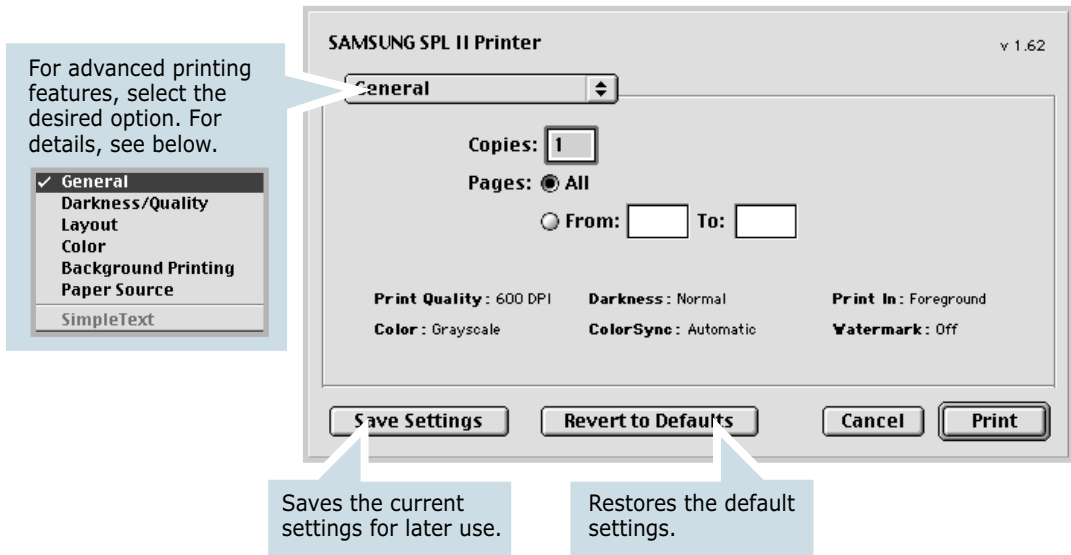 SAMSUNG SPL II Printer
v 1.62
For advanced printing
features, select the
desired option. For
details, see below.
✓ General
Darkness/Quality
Layout
Color
Background Printing
Paper Source
SimpleText
General
Copies: 1
Pages: All
From: To:
Print Quality: 600 DPI Darkness: Normal Print In: Foreground
Color: Grayscale ColorSync: Automatic Watermark: Off
Save Settings Revert to Defaults Cancel Print
Saves the current
settings for later use.
Restores the default
settings.